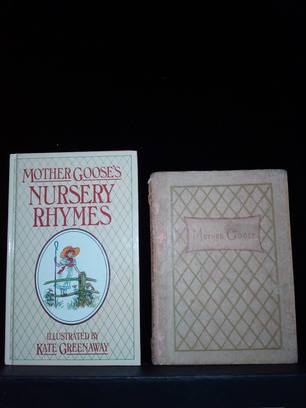 MOTHER GOOSE'S
NURSERY
RHYMES
ILLUSTRATED BY
KATE GREENAWAY
MOTHER GOOSE